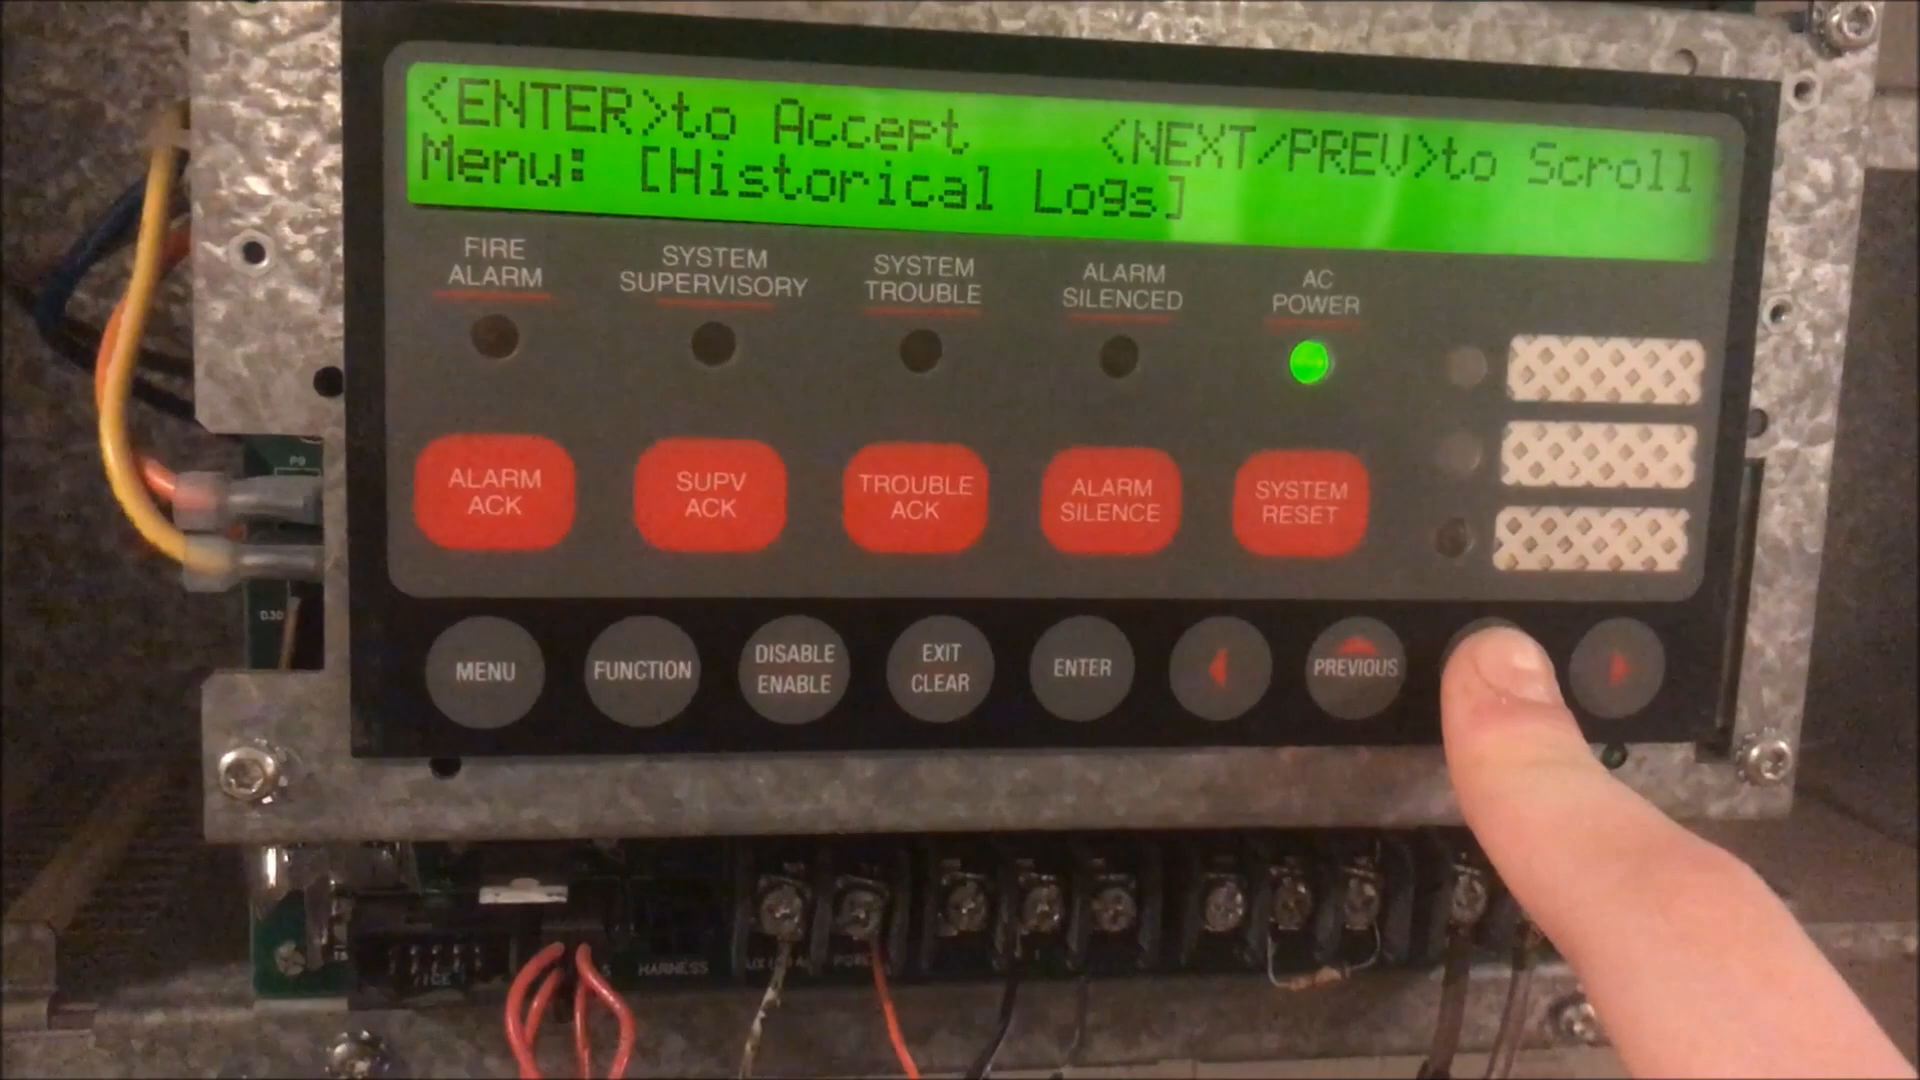 <ENTER>to Accept <NEXT/PREV>to Scroll
Menu: [Historical Logs]
FIRE
ALARM
SYSTEM
SUPERVISORY
SYSTEM
TROUBLE
ALARM
SILENCED
AC
POWER
ALARM
ACK
SUPV
ACK
TROUBLE
ACK
ALARM
SILENCE
SYSTEM
RESET
P9
MENU
FUNCTION
DISABLE
ENABLE
EXIT
CLEAR
ENTER
PREVIOUS
HARNESS